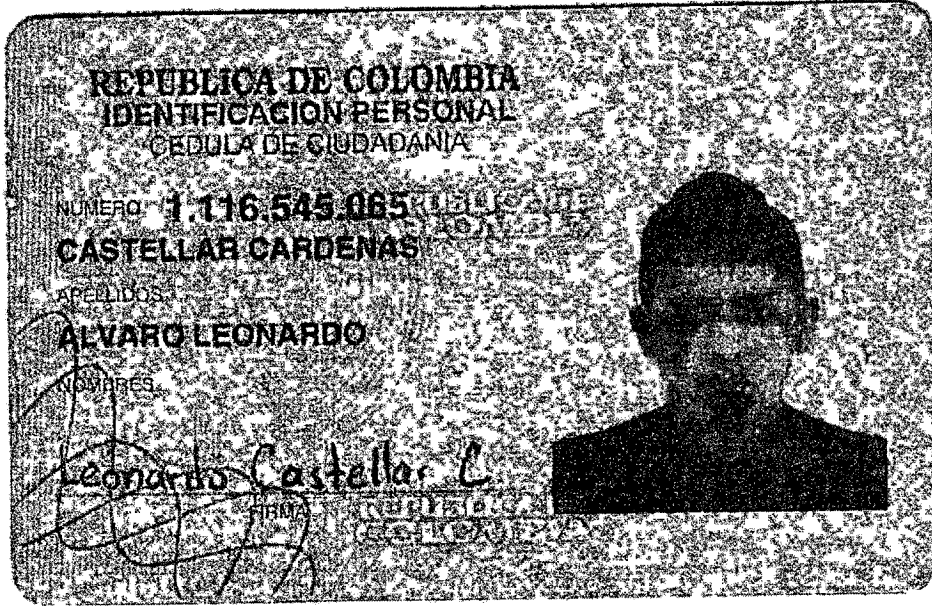 REPUBLICA DE COLOMBIA
IDENTIFICACION PERSONAL
CEDULA DE CIUDADANIA
NUMERO 1.116.545.065
CASTELLAR CARDENAS
APELLIDOS
ALVARO LEONARDO
NOMBRES
Leonardo Castellar C
FIRMA